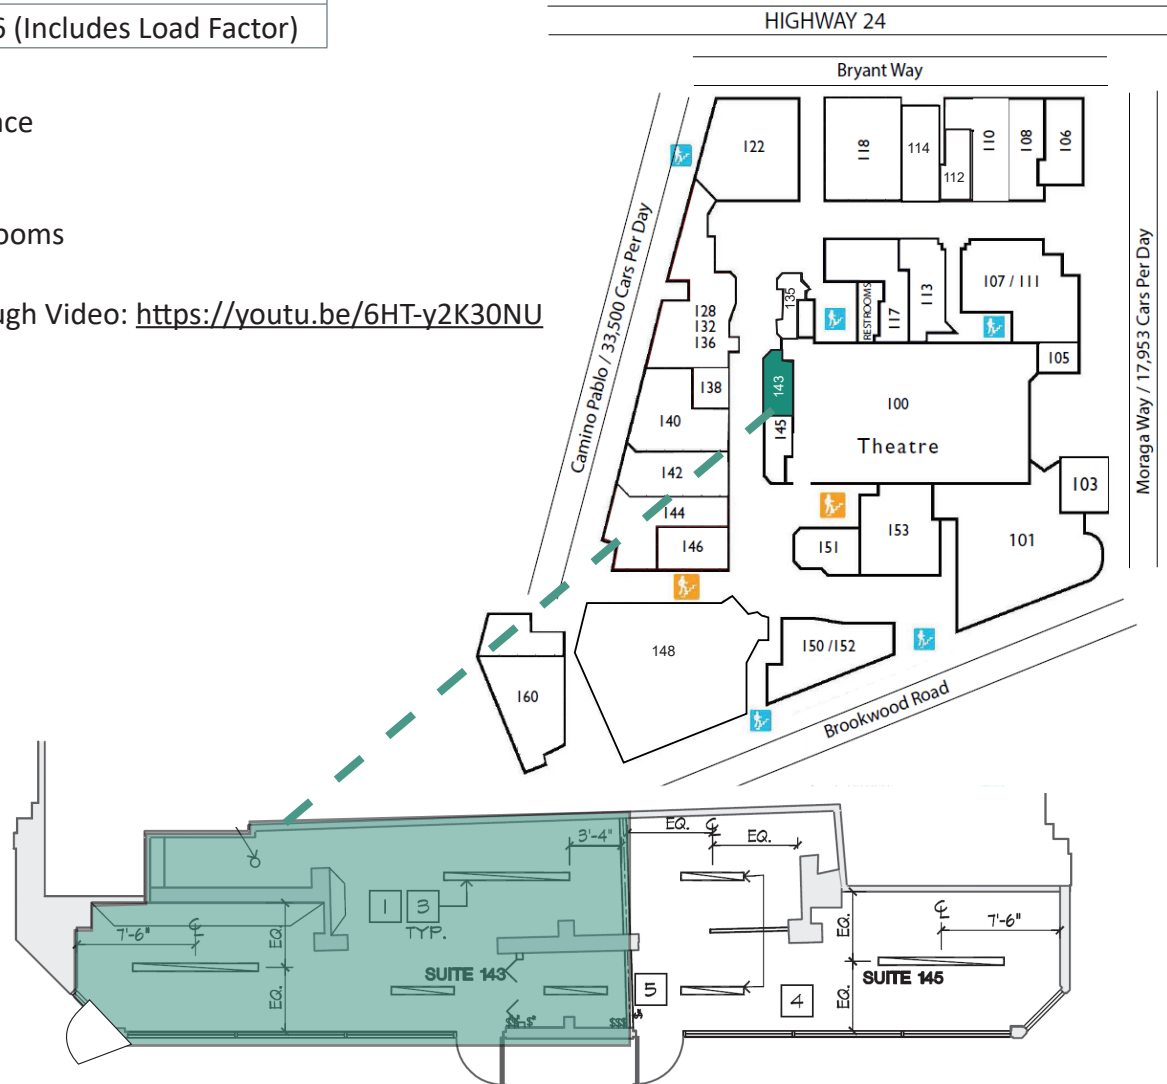 6 (Includes Load Factor)
nce
ooms
ugh Video: https://youtu.be/6HT-y2K30NU
HIGHWAY 24
Bryant Way
Camino Pablo / 33,500 Cars Per Day
Moraga Way / 17,953 Cars Per Day
Brookwood Road
122
118
114
112
110
108
106
128
132
136
135
RESTROOMS
117
113
107 / 111
105
138
143
140
145
100
Theatre
142
144
146
103
101
151
153
148
150 /152
160
3'-4"
EQ.
EQ.
1
3
TYP.
7'-6"
EQ.
EQ.
SUITE 143
5
4
EQ.
EQ.
7'-6"
SUITE 145